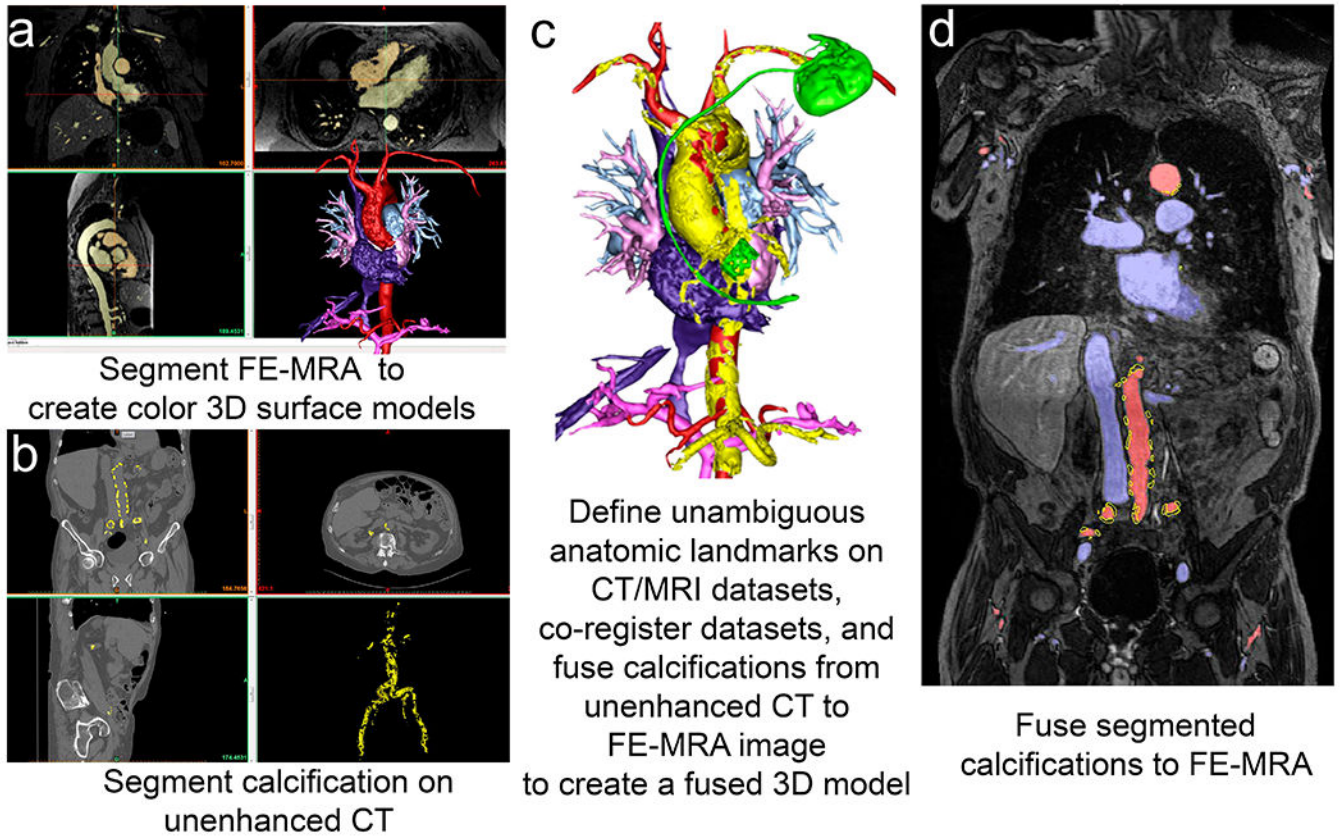 a
Segment FE-MRA to
create color 3D surface models
b
Segment calcification on
unenhanced CT
c
Define unambiguous
anatomic landmarks on
CT/MRI datasets,
co-register datasets, and
fuse calcifications from
unenhanced CT to
FE-MRA image
to create a fused 3D model
d
Fuse segmented
calcifications to FE-MRA